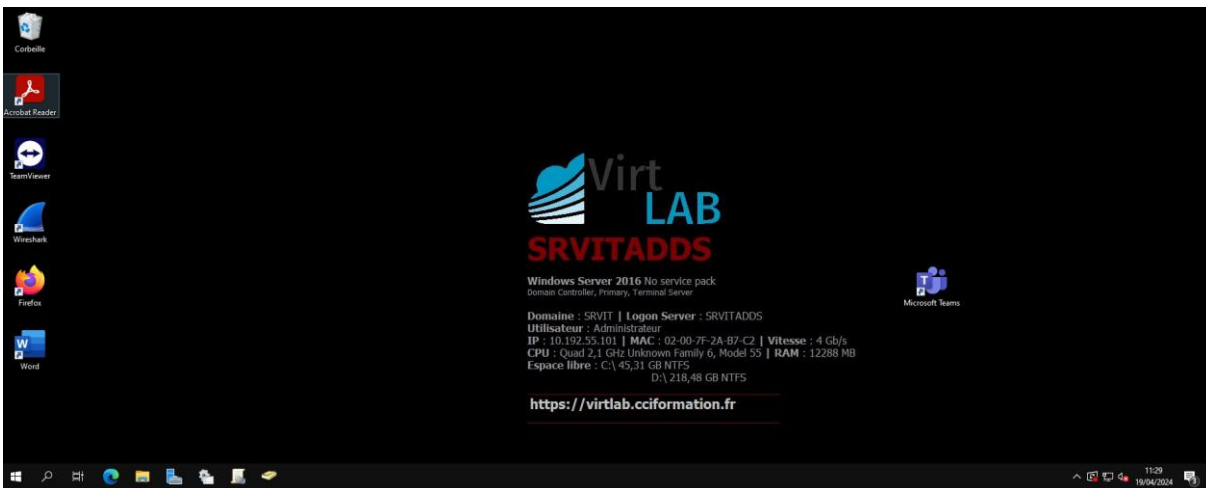 Corbeille
Acrobat Reader
TeamViewer
Wireshark
Firefox
Word
Virt
LAB
SRVITADDS
Windows Server 2016 No service pack
Domain Controller, Primary, Terminal Server
Domaine : SRVIT | Logon Server : SRVITADDS
Utilisateur : Administrateur
IP : 10.192.55.101 | MAC : 02-00-7F-2A-B7-C2 | Vitesse : 4 Gb/s
CPU : Quad 2,1 GHz Unknown Family 6, Model 55 | RAM : 12288 MB
Espace libre : C:\ 45,31 GB NTFS
D:\ 218,48 GB NTFS
https://virtlab.cciformation.fr
Microsoft Teams
11:29
19/04/2024